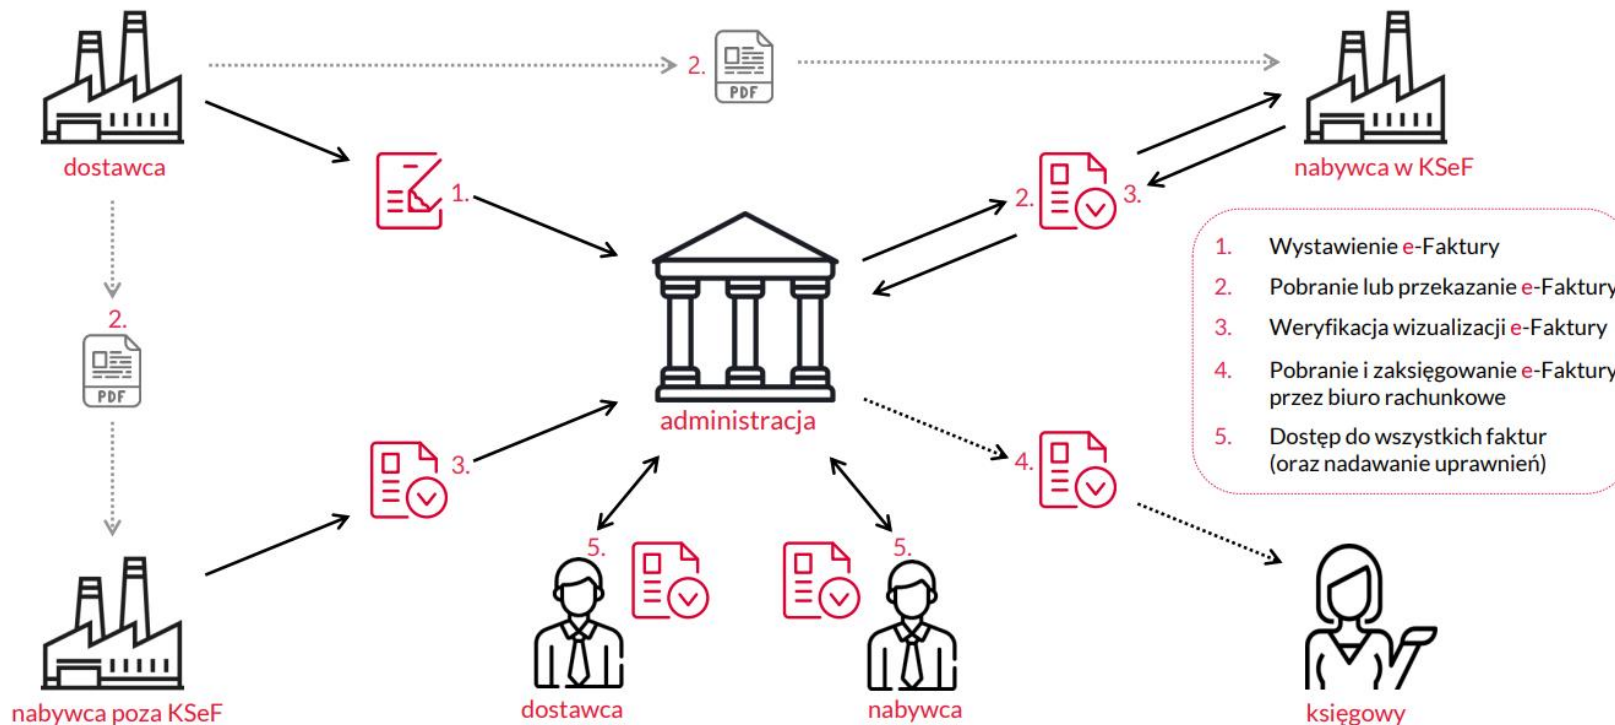 2.
PDF
dostawca
nabywca w KSeF
1.
2.
3.
1. Wystawienie e-Faktury
2. Pobranie lub przekazanie e-Faktury
3. Weryfikacja wizualizacji e-Faktury
4. Pobranie i zaksięgowanie e-Faktury
przez biuro rachunkowe
5. Dostęp do wszystkich faktur
(oraz nadawanie uprawnień)
2.
PDF
administracja
3.
4.
5.
5.
nabywca poza KSeF
dostawca
nabywca
księgowy